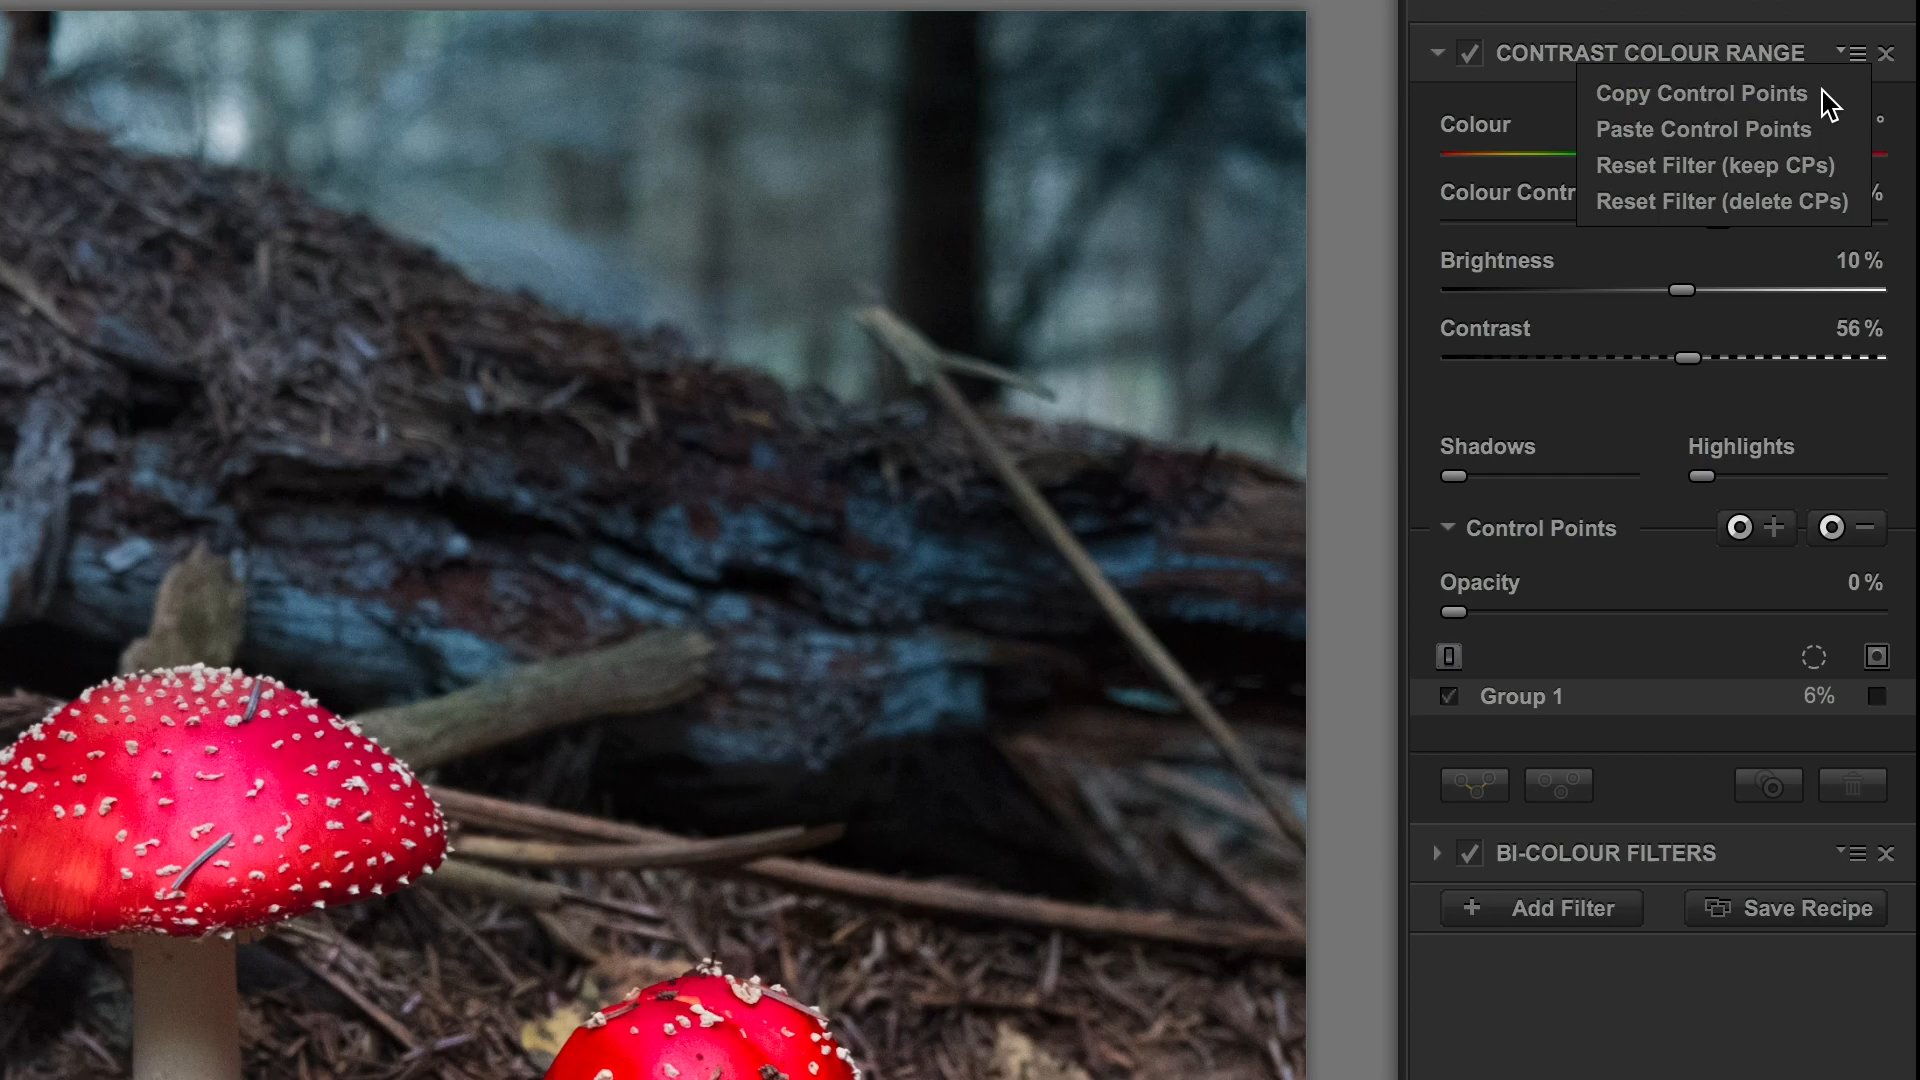 CONTRAST COLOUR RANGE
Copy Control Points
Paste Control Points
Reset Filter (keep CPs)
Reset Filter (delete CPs)
Colour °
Colour Contr %
Brightness 10 %
Contrast 56 %
Shadows Highlights
Control Points
Opacity 0 %
Group 1 6%
BI-COLOUR FILTERS
Add Filter Save Recipe